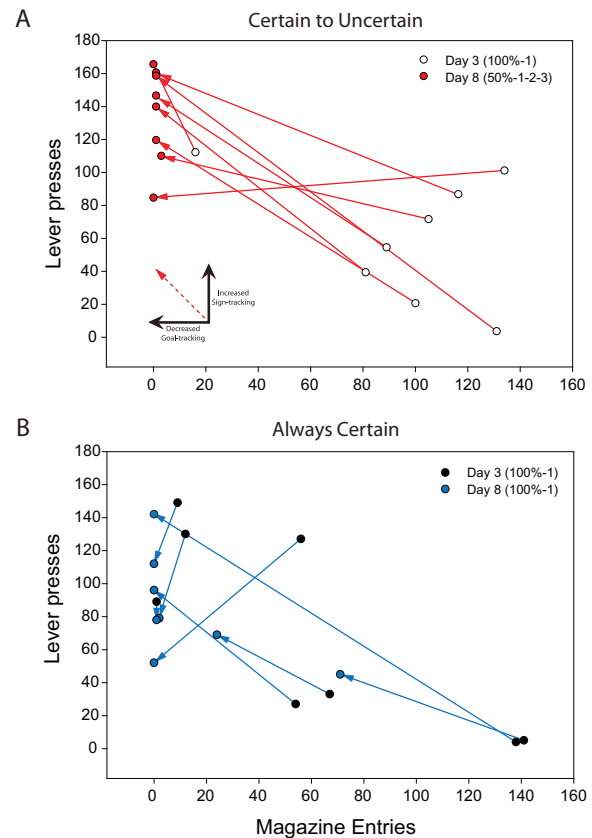 A
Certain to Uncertain
Day 3 (100%-1)
Day 8 (50%-1-2-3)
180
160
140
120
100
80
60
40
20
0
Lever presses
Increased
Sign-tracking
Decreased
Goal-tracking
0 20 40 60 80 100 120 140 160
B
Always Certain
Day 3 (100%-1)
Day 8 (100%-1)
180
160
140
120
100
80
60
40
20
0
Lever presses
0 20 40 60 80 100 120 140 160
Magazine Entries